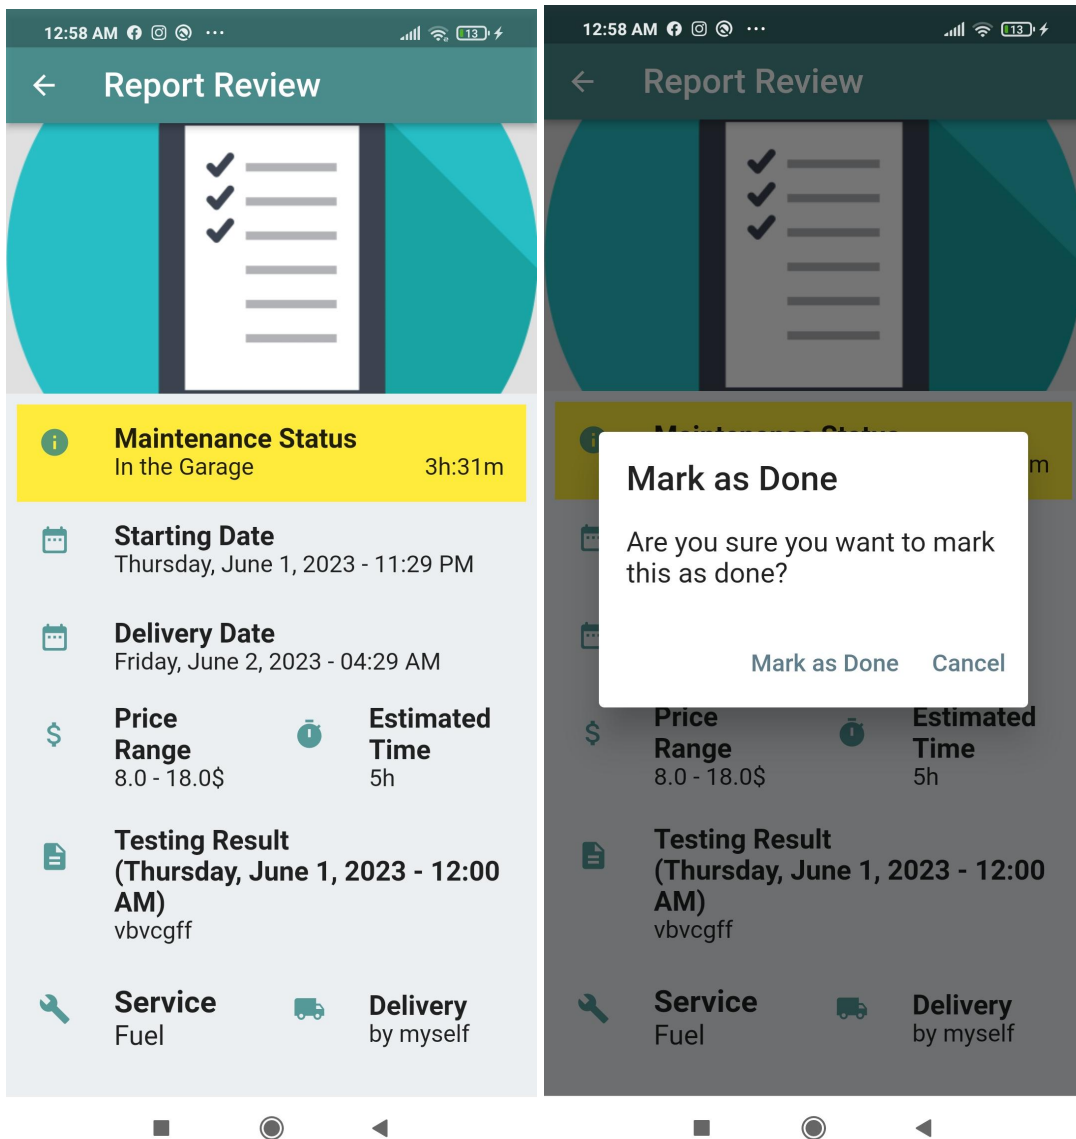 12:58 AM
13
Report Review
Maintenance Status
In the Garage 3h:31m
Starting Date
Thursday, June 1, 2023 - 11:29 PM
Delivery Date
Friday, June 2, 2023 - 04:29 AM
Price
Range
8.0 - 18.0$
Estimated
Time
5h
Testing Result
(Thursday, June 1, 2023 - 12:00
AM)
vbvcgff
Service
Fuel
Delivery
by myself
12:58 AM
13
Report Review
m
Mark as Done
Are you sure you want to mark
this as done?
Mark as Done Cancel
Price
Range
8.0 - 18.0$
Estimated
Time
5h
Testing Result
(Thursday, June 1, 2023 - 12:00
AM)
vbvcgff
Service
Fuel
Delivery
by myself